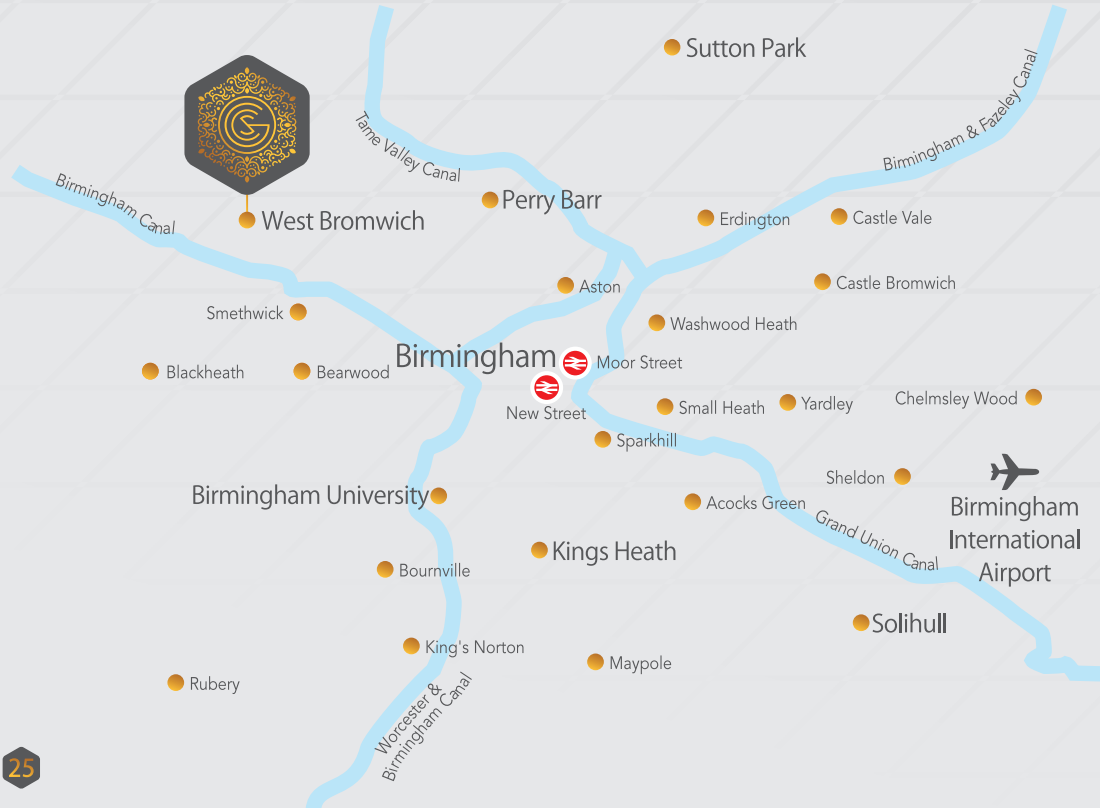 Sutton Park
Birmingham & Fazeley Canal
Tame Valley Canal
Birmingham Canal
West Bromwich
Perry Barr
Erdington
Castle Vale
Aston
Castle Bromwich
Smethwick
Washwood Heath
Birmingham
Moor Street
Blackheath
Bearwood
New Street
Small Heath
Yardley
Chelmsley Wood
Sparkhill
Sheldon
Birmingham University
Acocks Green
Birmingham
International
Airport
Grand Union Canal
Kings Heath
Bournville
Solihull
King's Norton
Maypole
Rubery
Worcester &
Birmingham Canal
25